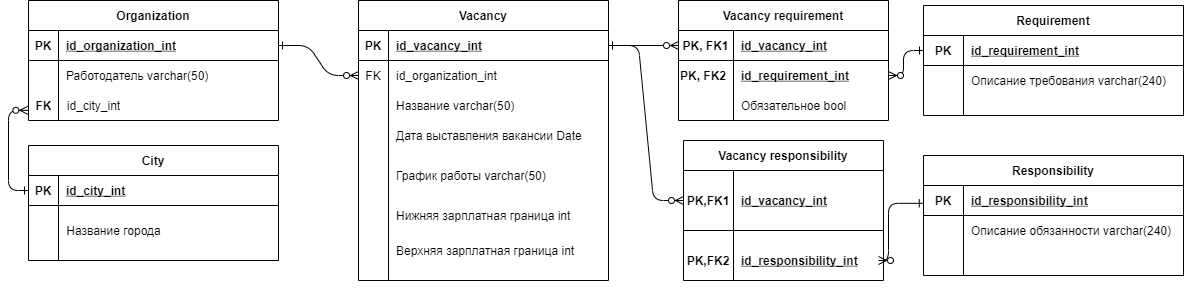 Organization
PK id_organization_int
Работодатель varchar(50)
FK id_city_int
City
PK id_city_int
Название города
Vacancy
PK id_vacancy_int
FK id_organization_int
Название varchar(50)
Дата выставления вакансии Date
График работы varchar(50)
Нижняя зарплатная граница int
Верхняя зарплатная граница int
Vacancy requirement
PK, FK1 id_vacancy_int
PK, FK2 id_requirement_int
Обязательное bool
Vacancy responsibility
PK,FK1 id_vacancy_int
PK,FK2 id_responsibility_int
Requirement
PK id_requirement_int
Описание требования varchar(240)
Responsibility
PK id_responsibility_int
Описание обязанности varchar(240)